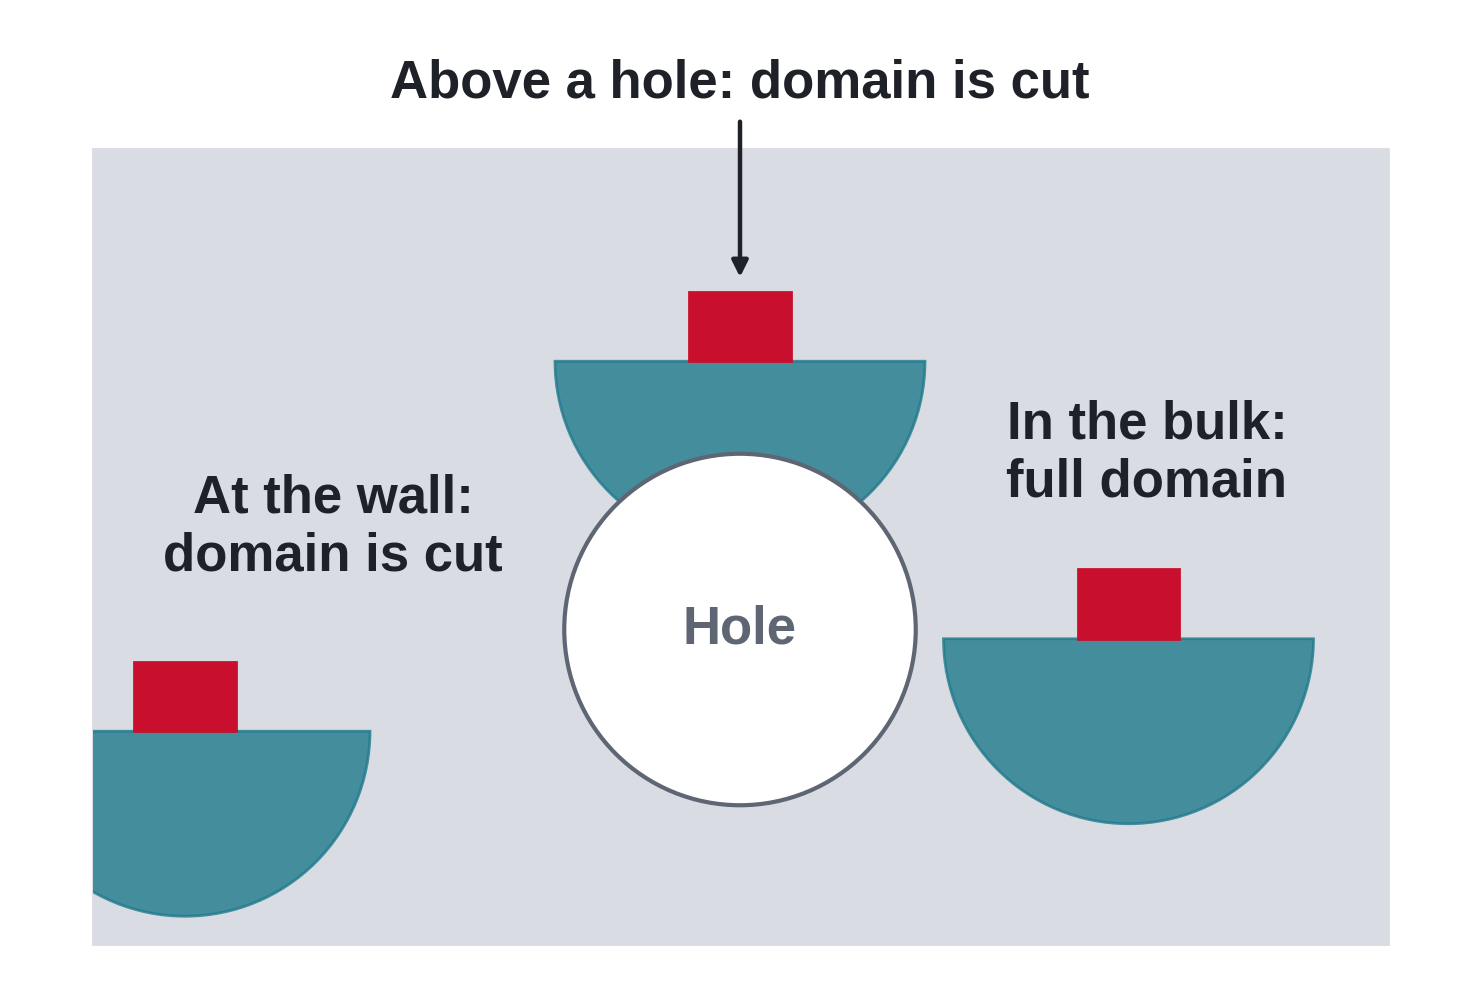 Above a hole: domain is cut
In the bulk:
full domain
At the wall:
domain is cut
Hole